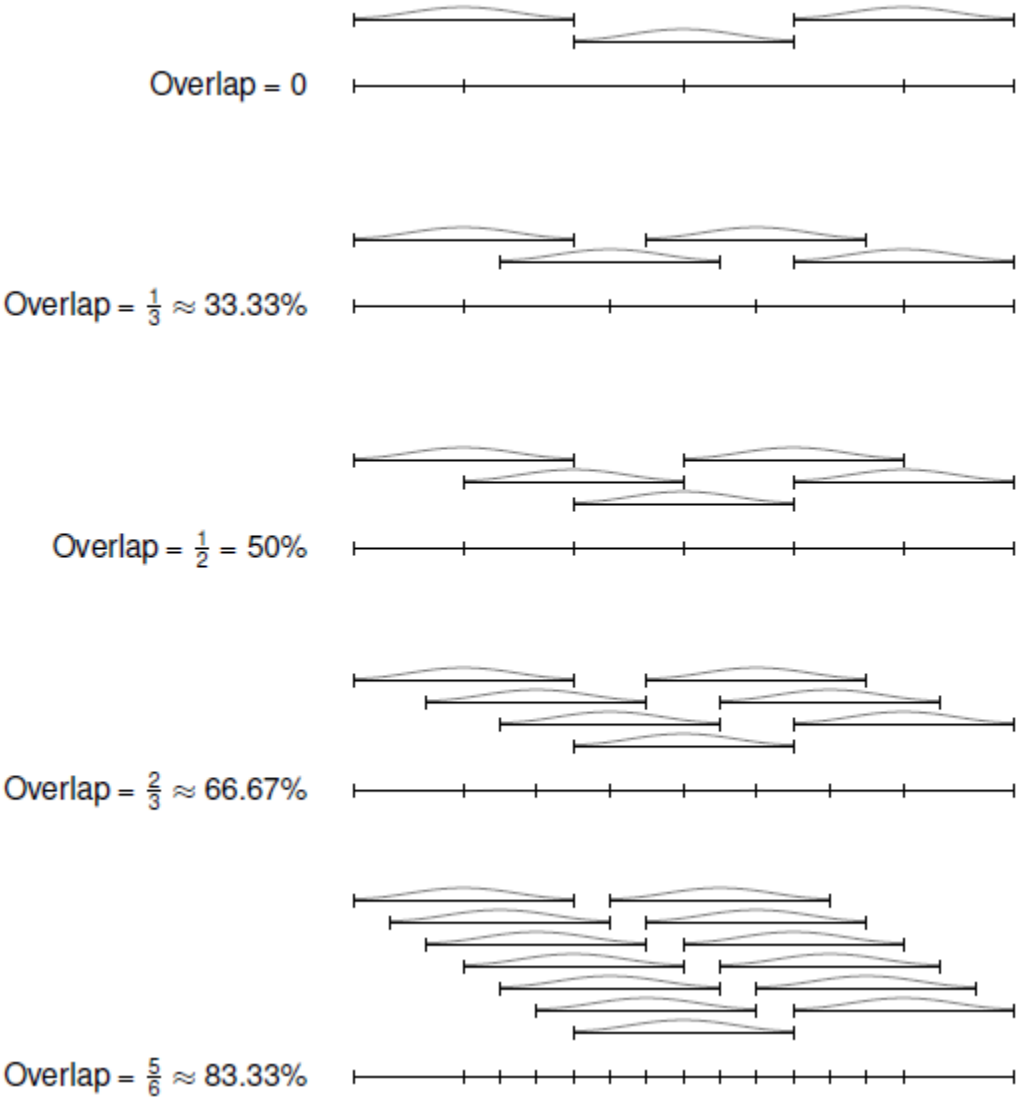 Overlap = 0
Overlap = 1/3 ≈ 33.33%
Overlap = 1/2 = 50%
Overlap = 2/3 ≈ 66.67%
Overlap = 5/6 ≈ 83.33%